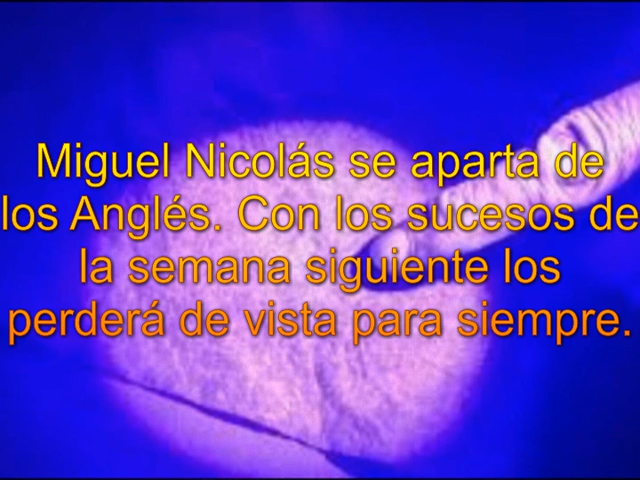 Miguel Nicolás se aparta de
los Anglés. Con los sucesos de
la semana siguiente los
perderá de vista para siempre.